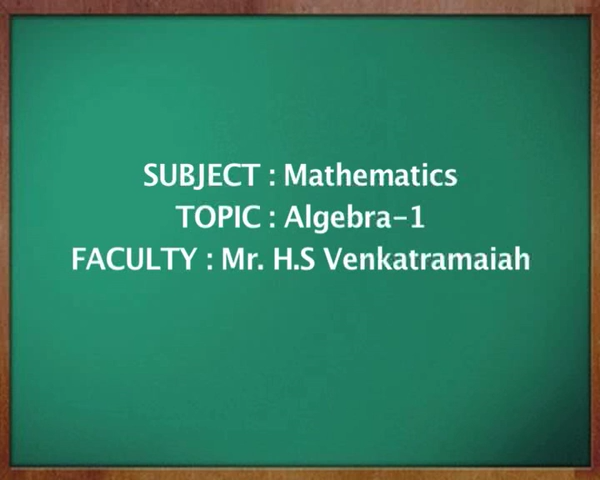 SUBJECT : Mathematics
TOPIC : Algebra-1
FACULTY : Mr. H.S Venkatramaiah